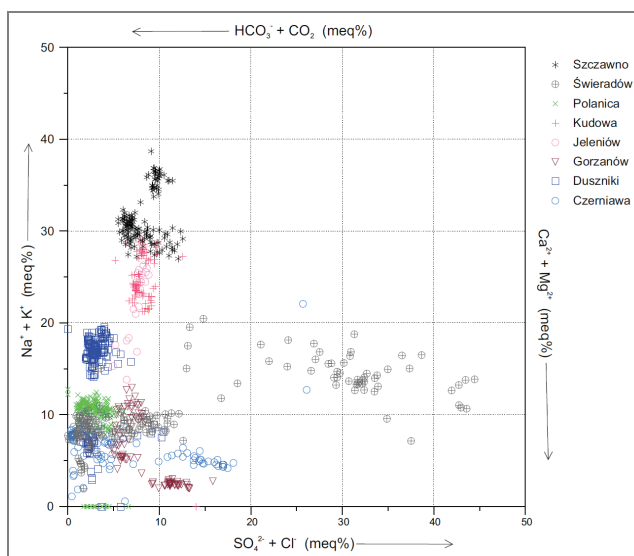 HCO₃⁻ + CO₂ (meq%)
50
40
30
20
10
0
0
10
20
30
40
50
Na⁺ + K⁺ (meq%)
Ca²⁺ + Mg²⁺ (meq%)
SO₄²⁻ + Cl⁻ (meq%)
Szczawno
Świeradów
Polanica
Kudowa
Jeleniów
Gorzanów
Duszniki
Czerniawa